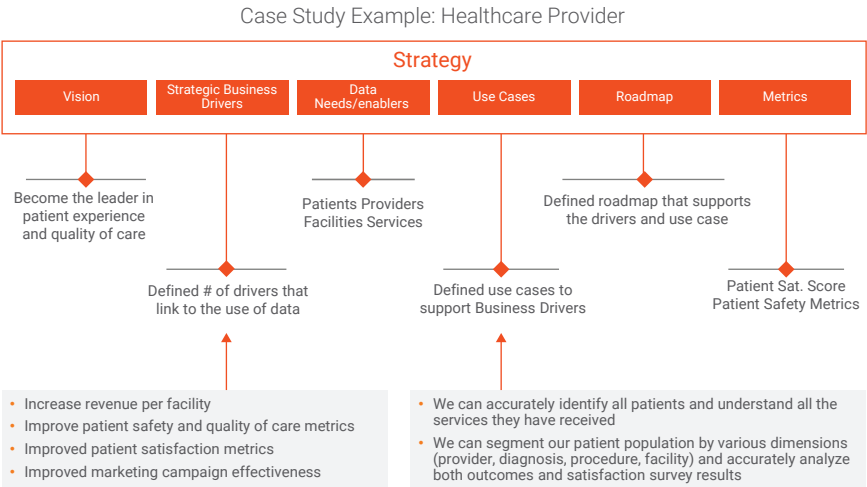 Case Study Example: Healthcare Provider
Strategy
Vision
Strategic Business
Drivers
Data
Needs/enablers
Use Cases
Roadmap
Metrics
Become the leader in
patient experience
and quality of care
Patients Providers
Facilities Services
Defined roadmap that supports
the drivers and use case
Defined # of drivers that
link to the use of data
Defined use cases to
support Business Drivers
Patient Sat. Score
Patient Safety Metrics
• Increase revenue per facility
• Improve patient safety and quality of care metrics
• Improved patient satisfaction metrics
• Improved marketing campaign effectiveness
• We can accurately identify all patients and understand all the
services they have received
• We can segment our patient population by various dimensions
(provider, diagnosis, procedure, facility) and accurately analyze
both outcomes and satisfaction survey results